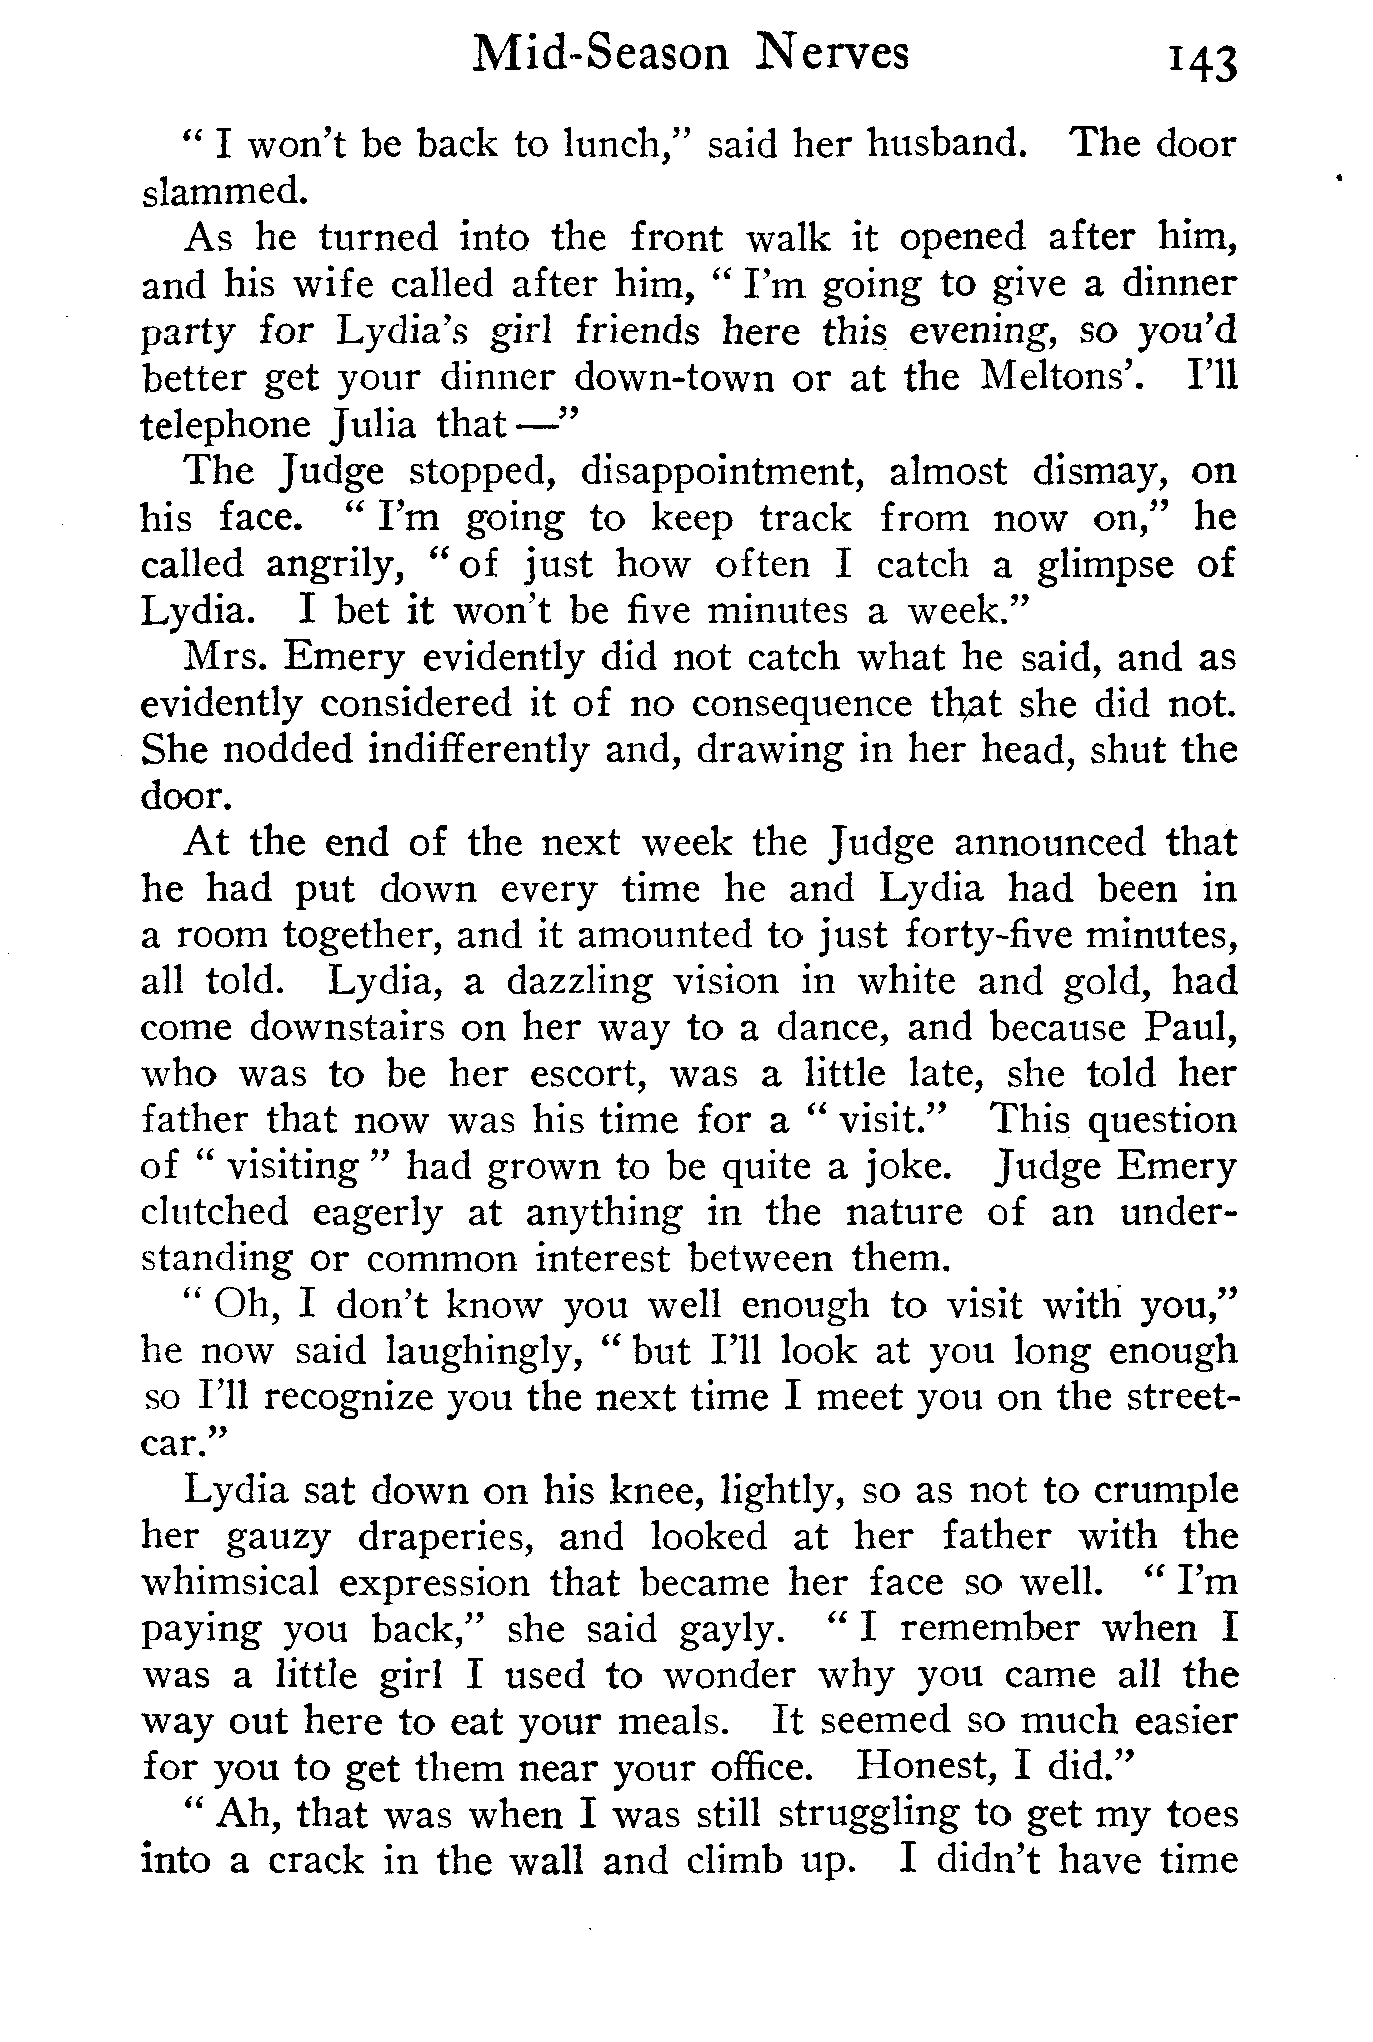 Mid-Season Nerves 143
" I won't be back to lunch," said her husband. The door
slammed.
As he turned into the front walk it opened after him,
and his wife called after him, " I'm going to give a dinner
party for Lydia's girl friends here this evening, so you'd
better get your dinner down-town or at the Meltons'. I'll
telephone Julia that —"
The Judge stopped, disappointment, almost dismay, on
his face. " I'm going to keep track from now on," he
called angrily, " of just how often I catch a glimpse of
Lydia. I bet it won't be five minutes a week."
Mrs. Emery evidently did not catch what he said, and as
evidently considered it of no consequence that she did not.
She nodded indifferently and, drawing in her head, shut the
door.
At the end of the next week the Judge announced that
he had put down every time he and Lydia had been in
a room together, and it amounted to just forty-five minutes,
all told. Lydia, a dazzling vision in white and gold, had
come downstairs on her way to a dance, and because Paul,
who was to be her escort, was a little late, she told her
father that now was his time for a " visit." This question
of " visiting " had grown to be quite a joke. Judge Emery
clutched eagerly at anything in the nature of an under-
standing or common interest between them.
" Oh, I don't know you well enough to visit with you,"
he now said laughingly, " but I'll look at you long enough
so I'll recognize you the next time I meet you on the street-
car."
Lydia sat down on his knee, lightly, so as not to crumple
her gauzy draperies, and looked at her father with the
whimsical expression that became her face so well. " I'm
paying you back," she said gayly. " I remember when I
was a little girl I used to wonder why you came all the
way out here to eat your meals. It seemed so much easier
for you to get them near your office. Honest, I did."
" Ah, that was when I was still struggling to get my toes
into a crack in the wall and climb up. I didn't have time